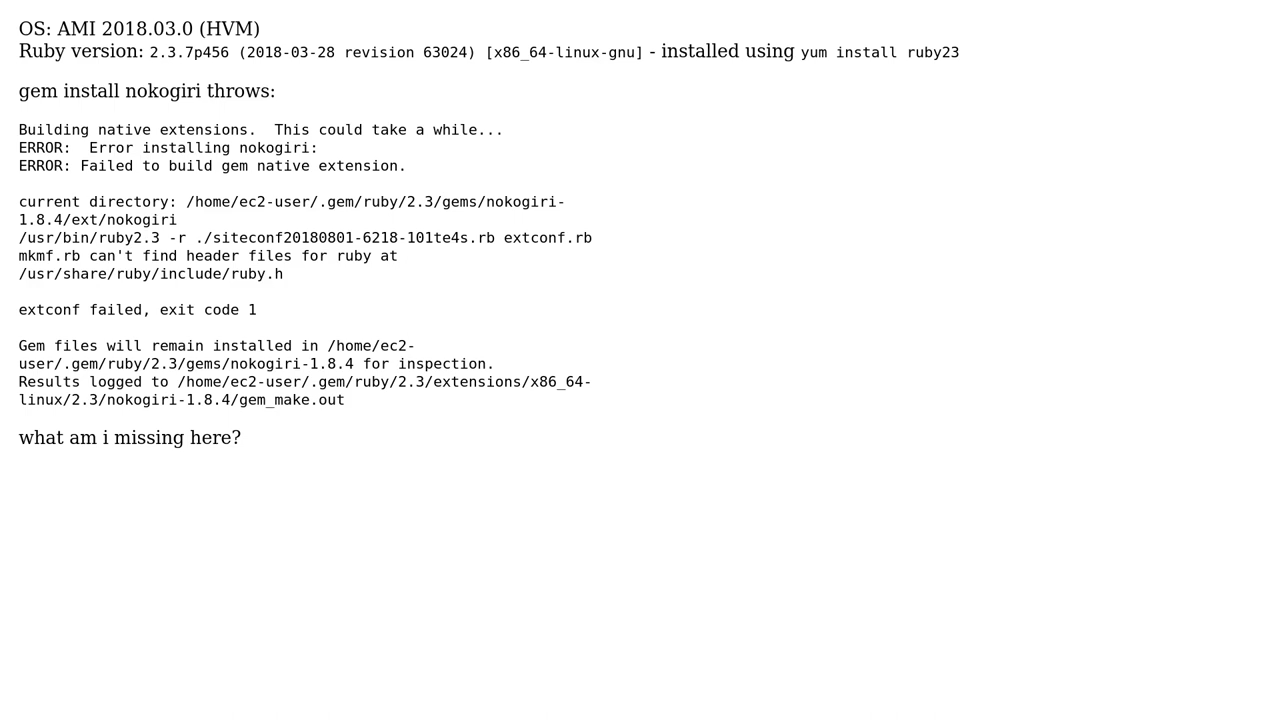 OS: AMI 2018.03.0 (HVM)
Ruby version: 2.3.7p456 (2018-03-28 revision 63024) [x86_64-linux-gnu] - installed using yum install ruby23
gem install nokogiri throws:
Building native extensions.  This could take a while...
ERROR:  Error installing nokogiri:
ERROR: Failed to build gem native extension.
current directory: /home/ec2-user/.gem/ruby/2.3/gems/nokogiri-
1.8.4/ext/nokogiri
/usr/bin/ruby2.3 -r ./siteconf20180801-6218-101te4s.rb extconf.rb
mkmf.rb can't find header files for ruby at
/usr/share/ruby/include/ruby.h
extconf failed, exit code 1
Gem files will remain installed in /home/ec2-
user/.gem/ruby/2.3/gems/nokogiri-1.8.4 for inspection.
Results logged to /home/ec2-user/.gem/ruby/2.3/extensions/x86_64-
linux/2.3/nokogiri-1.8.4/gem_make.out
what am i missing here?